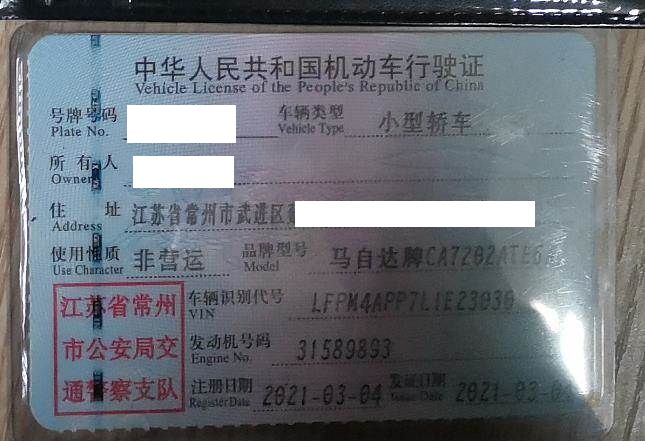 中华人民共和国机动车行驶证
Vehicle License of the People's Republic of China
号牌号码 车辆类型 小型轿车
Plate No. Vehicle Type
所有人
Owner
住 址 江苏省常州市武进区
Address
使用性质 非营运 品牌型号 马自达牌CA7202ATE6
Use Character Model
江苏省常州 车辆识别代号 LFPM4APP7L1E23030
VIN
市公安局交 发动机号码 31589893
Engine No.
通警察支队 注册日期 2021-03-04 发证日期 2021-03-04
Register Date Issue Date